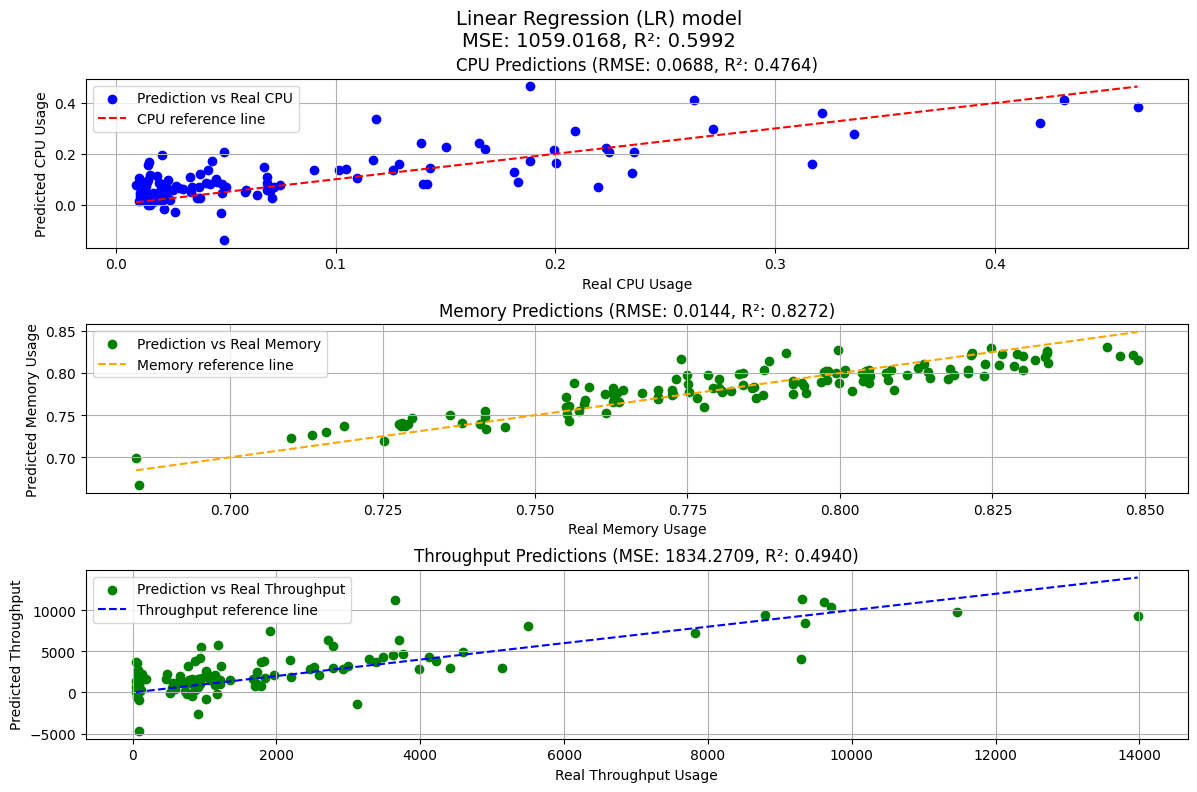 Linear Regression (LR) model
MSE: 1059.0168, R²: 0.5992
CPU Predictions (RMSE: 0.0688, R²: 0.4764)
Prediction vs Real CPU
CPU reference line
Predicted CPU Usage
0.4
0.2
0.0
0.0 0.1 0.2 0.3 0.4
Real CPU Usage
Memory Predictions (RMSE: 0.0144, R²: 0.8272)
Prediction vs Real Memory
Memory reference line
Predicted Memory Usage
0.85
0.80
0.75
0.70
0.700 0.725 0.750 0.775 0.800 0.825 0.850
Real Memory Usage
Throughput Predictions (MSE: 1834.2709, R²: 0.4940)
Prediction vs Real Throughput
Throughput reference line
Predicted Throughput
10000
5000
0
−5000
0 2000 4000 6000 8000 10000 12000 14000
Real Throughput Usage